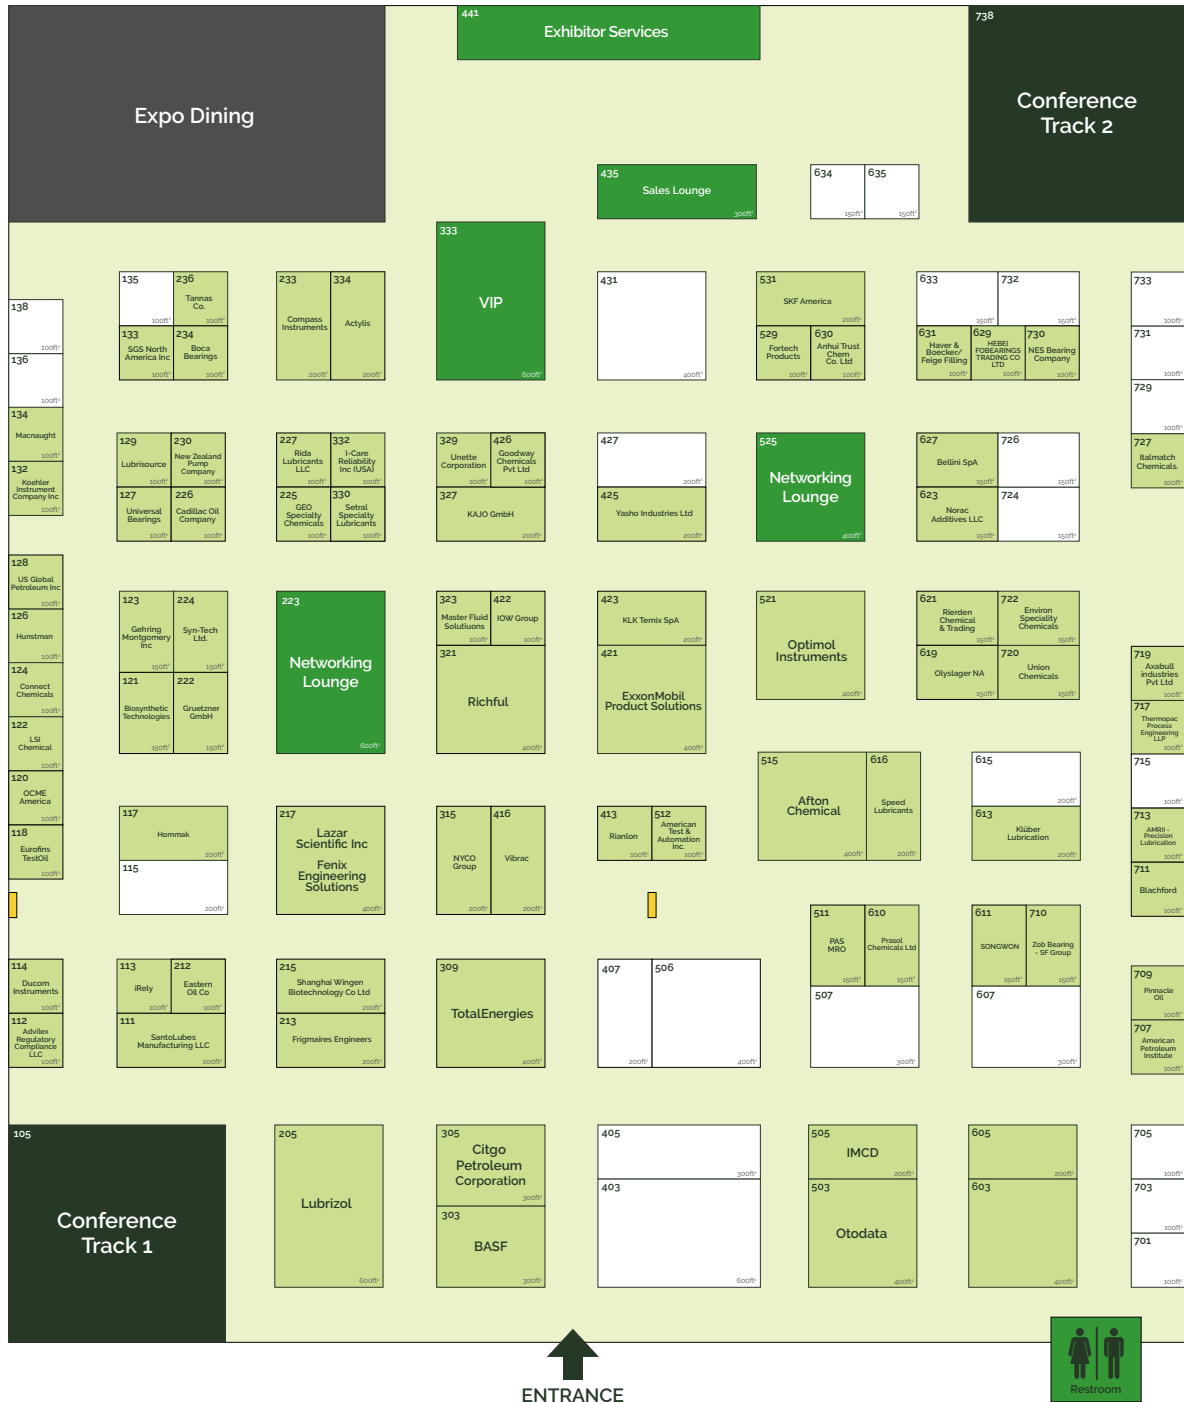 441
Exhibitor Services
738
Conference
Track 2
Expo Dining
435
Sales Lounge
300ft²
634
150ft²
635
150ft²
333
VIP
600ft²
135
100ft²
236
Tannas
Co.
100ft²
133
SGS North
America Inc
100ft²
234
Boca
Bearings
100ft²
233
Compass
Instruments
200ft²
334
Actylis
200ft²
431
400ft²
531
SKF America
200ft²
529
Fortech
Products
100ft²
630
Anhui Trust
Chem
Co. Ltd
100ft²
633
150ft²
732
150ft²
631
Haver &
Boecker/
Feige Filling
100ft²
629
HEBEI
FOBEARINGS
TRADING CO
LTD
100ft²
730
NES Bearing
Company
100ft²
733
100ft²
731
100ft²
729
100ft²
727
Italmatch
Chemicals.
100ft²
138
100ft²
136
100ft²
134
Macnaught
100ft²
132
Koehler
Instrument
Company Inc
100ft²
129
Lubrisource
100ft²
230
New Zealand
Pump
Company
100ft²
127
Universal
Bearings
100ft²
226
Cadillac Oil
Company
100ft²
227
Rida
Lubricants
LLC
100ft²
332
I-Care
Reliability
Inc (USA)
100ft²
225
GEO
Specialty
Chemicals
100ft²
330
Setral
Specialty
Lubricants
100ft²
329
Unette
Corporation
100ft²
426
Goodway
Chemicals
Pvt Ltd
100ft²
327
KAJO GmbH
200ft²
427
200ft²
425
Yasho Industries Ltd
200ft²
525
Networking
Lounge
400ft²
627
Bellini SpA
150ft²
726
150ft²
623
Norac
Additives LLC
150ft²
724
150ft²
128
US Global
Petroleum Inc
100ft²
126
Hunstman
100ft²
124
Connect
Chemicals
100ft²
122
LSI
Chemical
100ft²
120
OCME
America
100ft²
118
Eurofins
TestOil
100ft²
123
Gehring
Montgomery
Inc
150ft²
224
Syn-Tech
Ltd.
150ft²
121
Biosynthetic
Technologies
150ft²
222
Gruetzner
GmbH
150ft²
223
Networking
Lounge
600ft²
323
Master Fluid
Solutiuons
100ft²
422
IOW Group
100ft²
321
Richful
400ft²
423
KLK Temix SpA
200ft²
421
ExxonMobil
Product Solutions
400ft²
521
Optimol
Instruments
400ft²
621
Rierden
Chemical
& Trading
150ft²
722
Environ
Speciality
Chemicals
150ft²
619
Olyslager NA
150ft²
720
Union
Chemicals
150ft²
719
Axabull
industries
Pvt Ltd
100ft²
717
Thermopac
Process
Engineering
LLP
100ft²
715
100ft²
713
AMRII -
Precision
Lubrication
100ft²
711
Blachford
100ft²
117
Hommak
200ft²
115
200ft²
217
Lazar
Scientific Inc
Fenix
Engineering
Solutions
400ft²
315
NYCO
Group
200ft²
416
Vibrac
200ft²
413
Rianlon
100ft²
512
American
Test &
Automation
Inc.
100ft²
515
Afton
Chemical
400ft²
616
Speed
Lubricants
200ft²
615
200ft²
613
Klüber
Lubrication
200ft²
511
PAS
MRO
150ft²
610
Prasol
Chemicals Ltd
150ft²
507
300ft²
611
SONGWON
150ft²
710
Zob Bearing
- SF Group
150ft²
607
300ft²
114
Ducom
Instruments
100ft²
112
Advilex
Regulatory
Compliance
LLC
100ft²
113
iRely
100ft²
212
Eastern
Oil Co
100ft²
111
SantoLubes
Manufacturing LLC
200ft²
215
Shanghai Wingen
Biotechnology Co Ltd
200ft²
213
Frigmaires Engineers
200ft²
309
TotalEnergies
400ft²
407
200ft²
506
400ft²
709
Pinnacle
Oil
100ft²
707
American
Petroleum
Institute
100ft²
105
Conference
Track 1
205
Lubrizol
600ft²
305
Citgo
Petroleum
Corporation
300ft²
303
BASF
300ft²
405
300ft²
403
600ft²
505
IMCD
200ft²
503
Otodata
400ft²
605
200ft²
603
400ft²
705
100ft²
703
100ft²
701
100ft²
Restroom
ENTRANCE